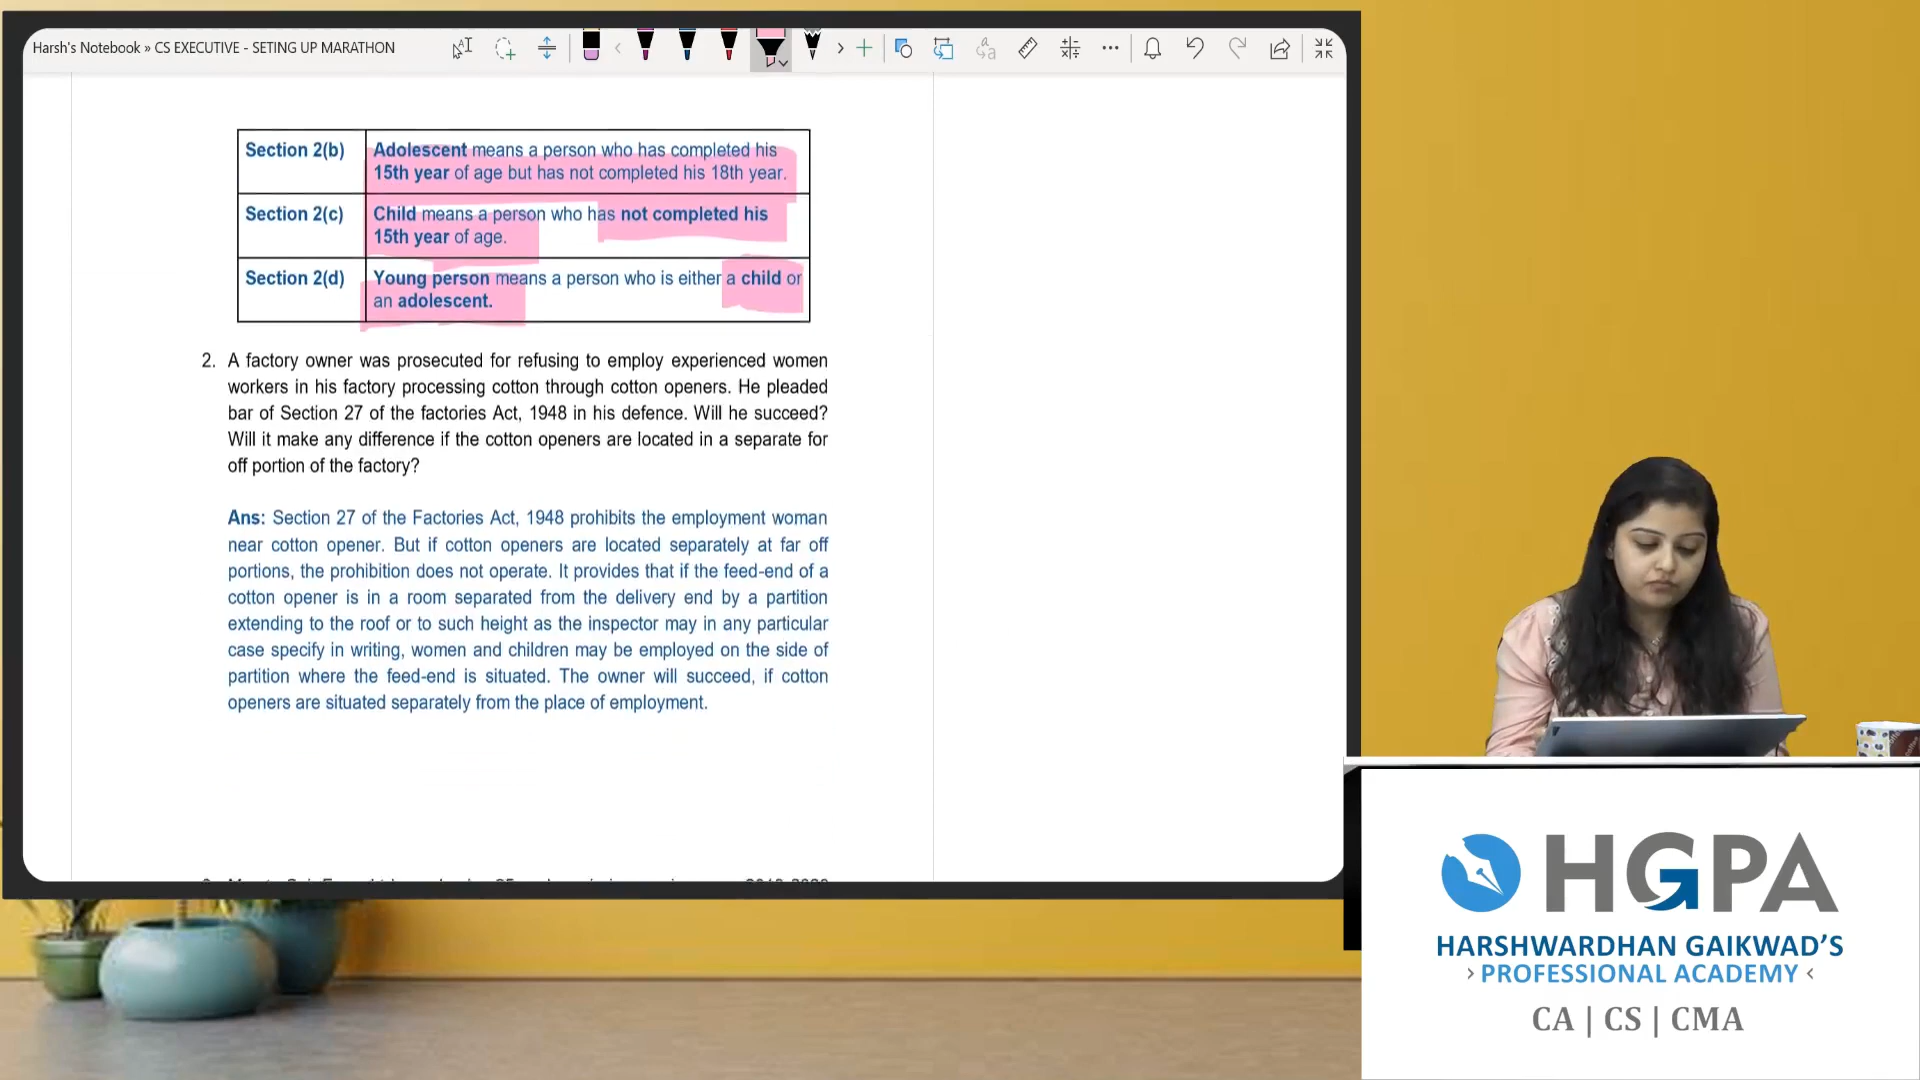 Harsh's Notebook » CS EXECUTIVE - SETING UP MARATHON
Section 2(b)
Adolescent means a person who has completed his
15th year of age but has not completed his 18th year.
Section 2(c)
Child means a person who has not completed his
15th year of age.
Section 2(d)
Young person means a person who is either a child or
an adolescent.
2. A factory owner was prosecuted for refusing to employ experienced women
workers in his factory processing cotton through cotton openers. He pleaded
bar of Section 27 of the factories Act, 1948 in his defence. Will he succeed?
Will it make any difference if the cotton openers are located in a separate for
off portion of the factory?
Ans: Section 27 of the Factories Act, 1948 prohibits the employment woman
near cotton opener. But if cotton openers are located separately at far off
portions, the prohibition does not operate. It provides that if the feed-end of a
cotton opener is in a room separated from the delivery end by a partition
extending to the roof or to such height as the inspector may in any particular
case specify in writing, women and children may be employed on the side of
partition where the feed-end is situated. The owner will succeed, if cotton
openers are situated separately from the place of employment.
HGPA
HARSHWARDHAN GAIKWAD'S
› PROFESSIONAL ACADEMY ‹
CA | CS | CMA